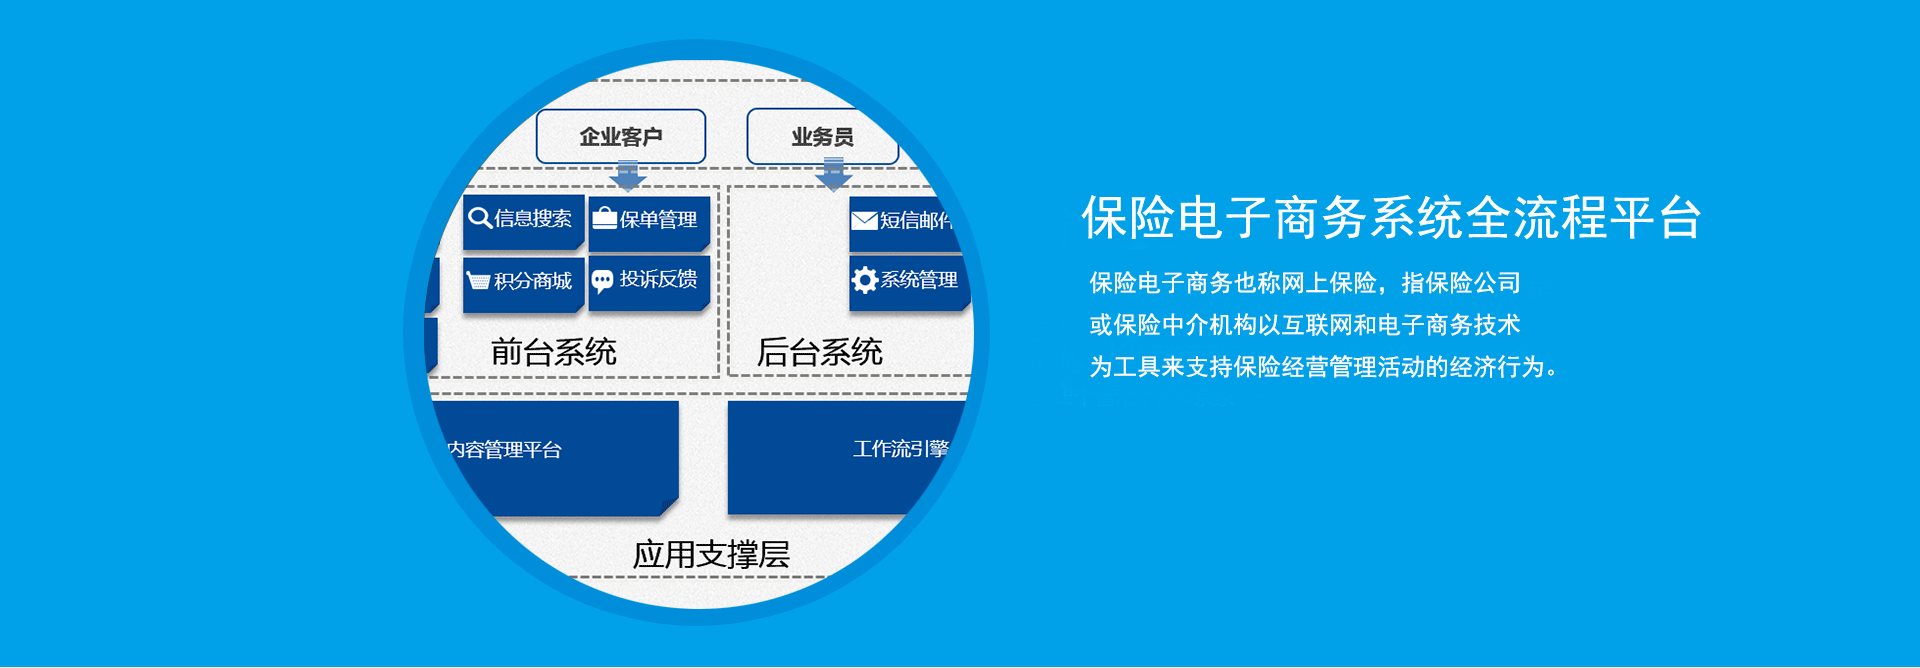 企业客户
业务员
信息搜索
保单管理
短信邮件
积分商城
投诉反馈
系统管理
前台系统
后台系统
内容管理平台
工作流引擎
应用支撑层
保险电子商务系统全流程平台
保险电子商务也称网上保险，指保险公司
或保险中介机构以互联网和电子商务技术
为工具来支持保险经营管理活动的经济行为。